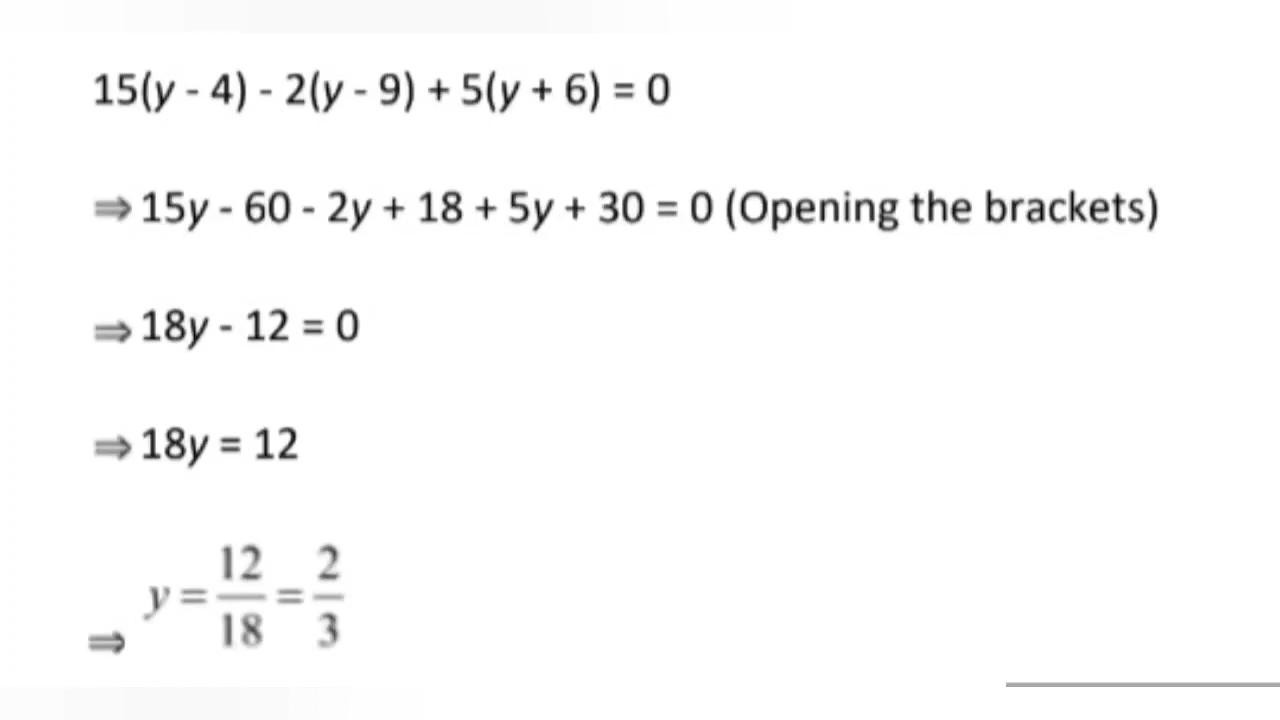 15(y - 4) - 2(y - 9) + 5(y + 6) = 0
⇒ 15y - 60 - 2y + 18 + 5y + 30 = 0 (Opening the brackets)
⇒ 18y - 12 = 0
⇒ 18y = 12
⇒ y = 12/18 = 2/3